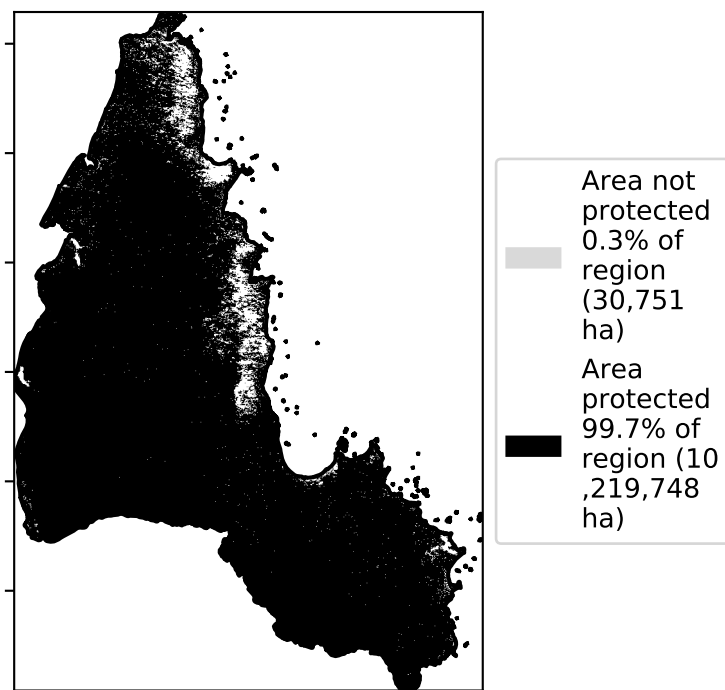 Area not
protected
0.3% of
region
(30,751
ha)
Area
protected
99.7% of
region (10
,219,748
ha)